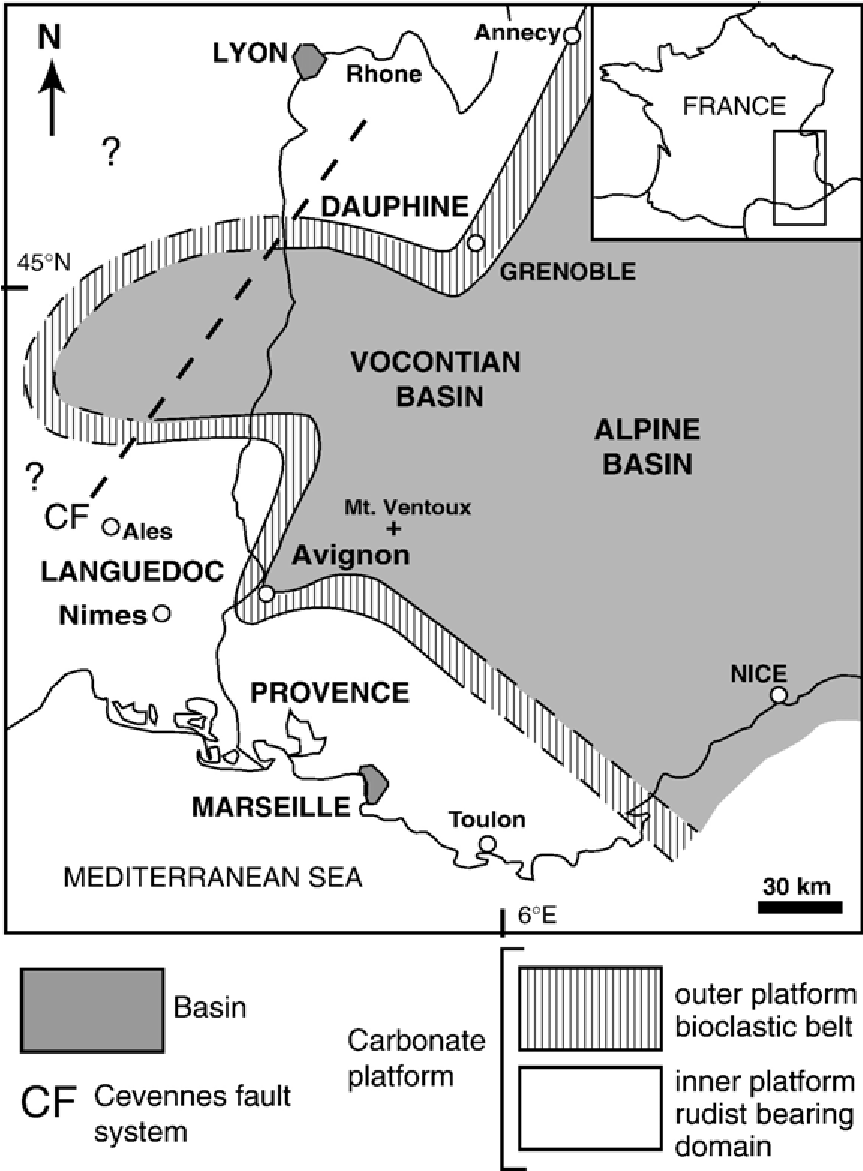 N
LYON
Rhone
Annecy
FRANCE
?
DAUPHINE
45°N
GRENOBLE
VOCONTIAN
BASIN
ALPINE
BASIN
?
CF
Ales
Mt. Ventoux
+
Avignon
LANGUEDOC
Nimes
NICE
PROVENCE
MARSEILLE
Toulon
MEDITERRANEAN SEA
30 km
6°E
Basin
CF Cevennes fault
system
Carbonate
platform
outer platform
bioclastic belt
inner platform
rudist bearing
domain